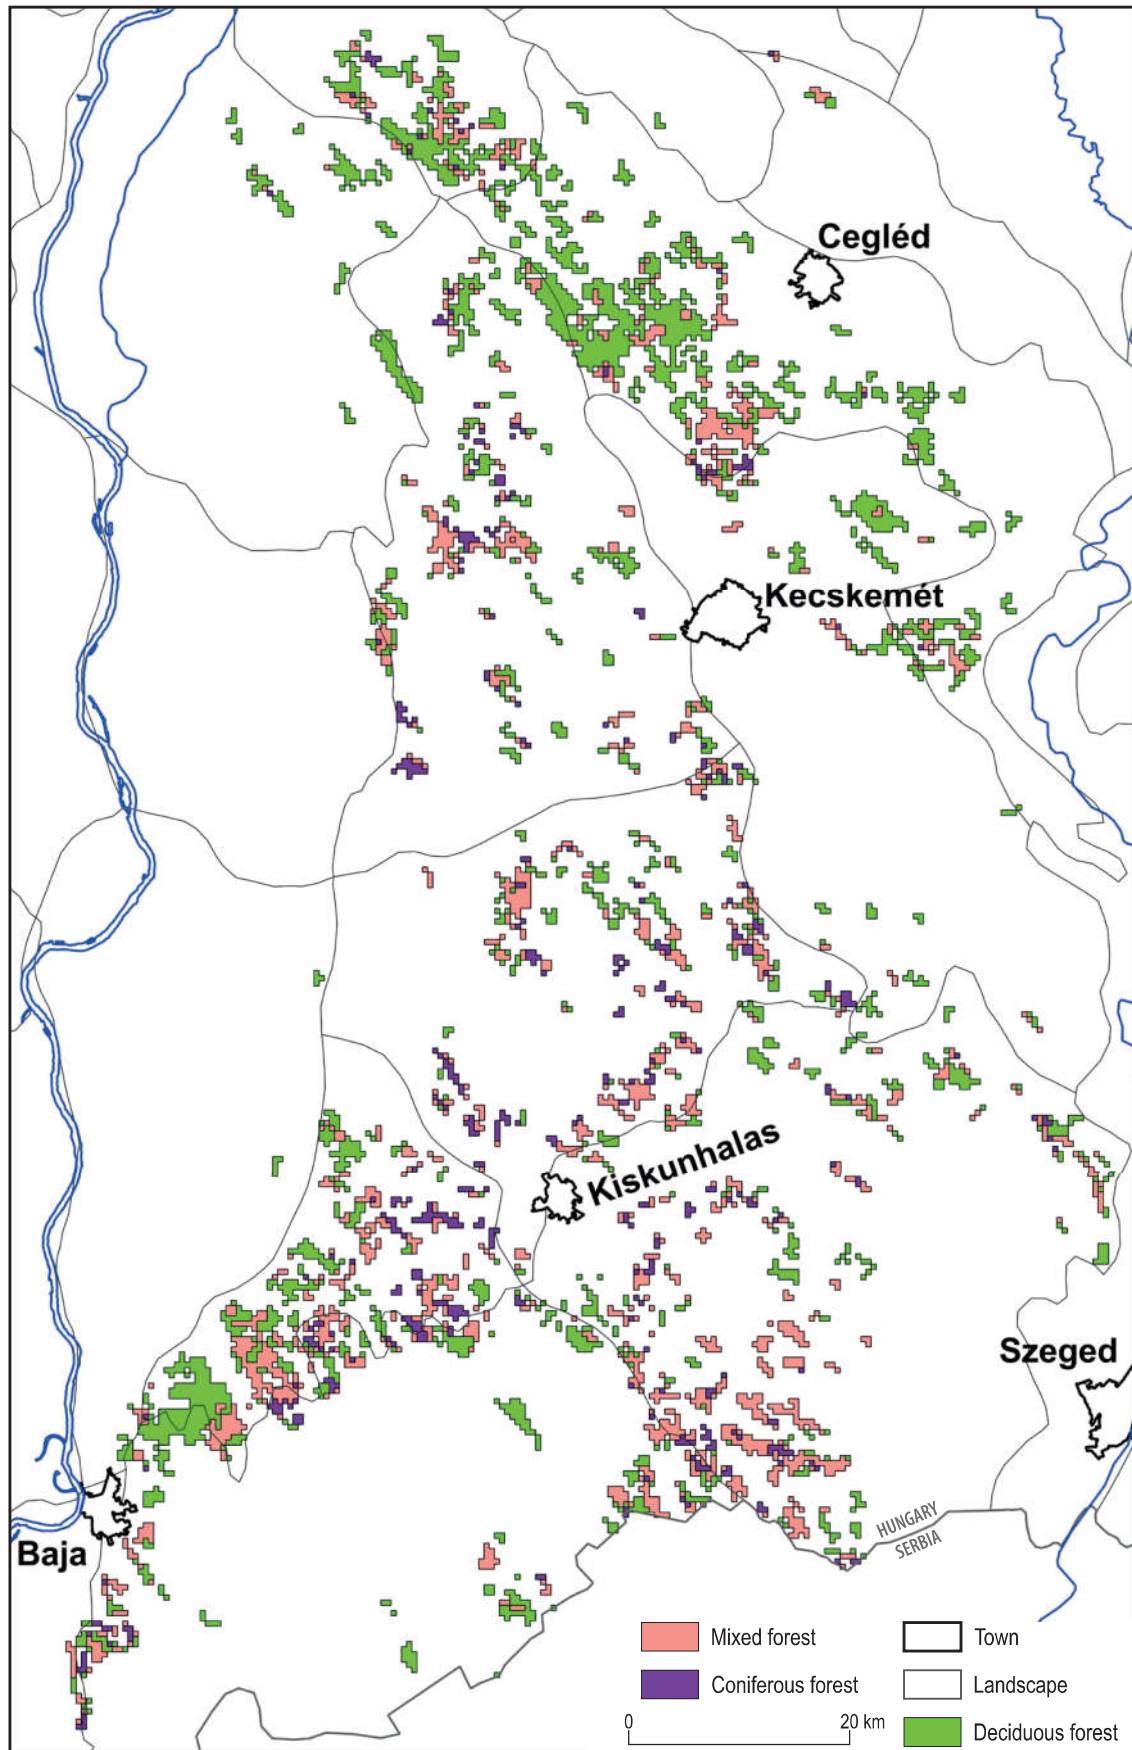 Cegléd
Kecskemét
Kiskunhalas
Szeged
HUNGARY
SERBIA
Baja
Mixed forest
Town
Coniferous forest
Landscape
0 20 km
Deciduous forest